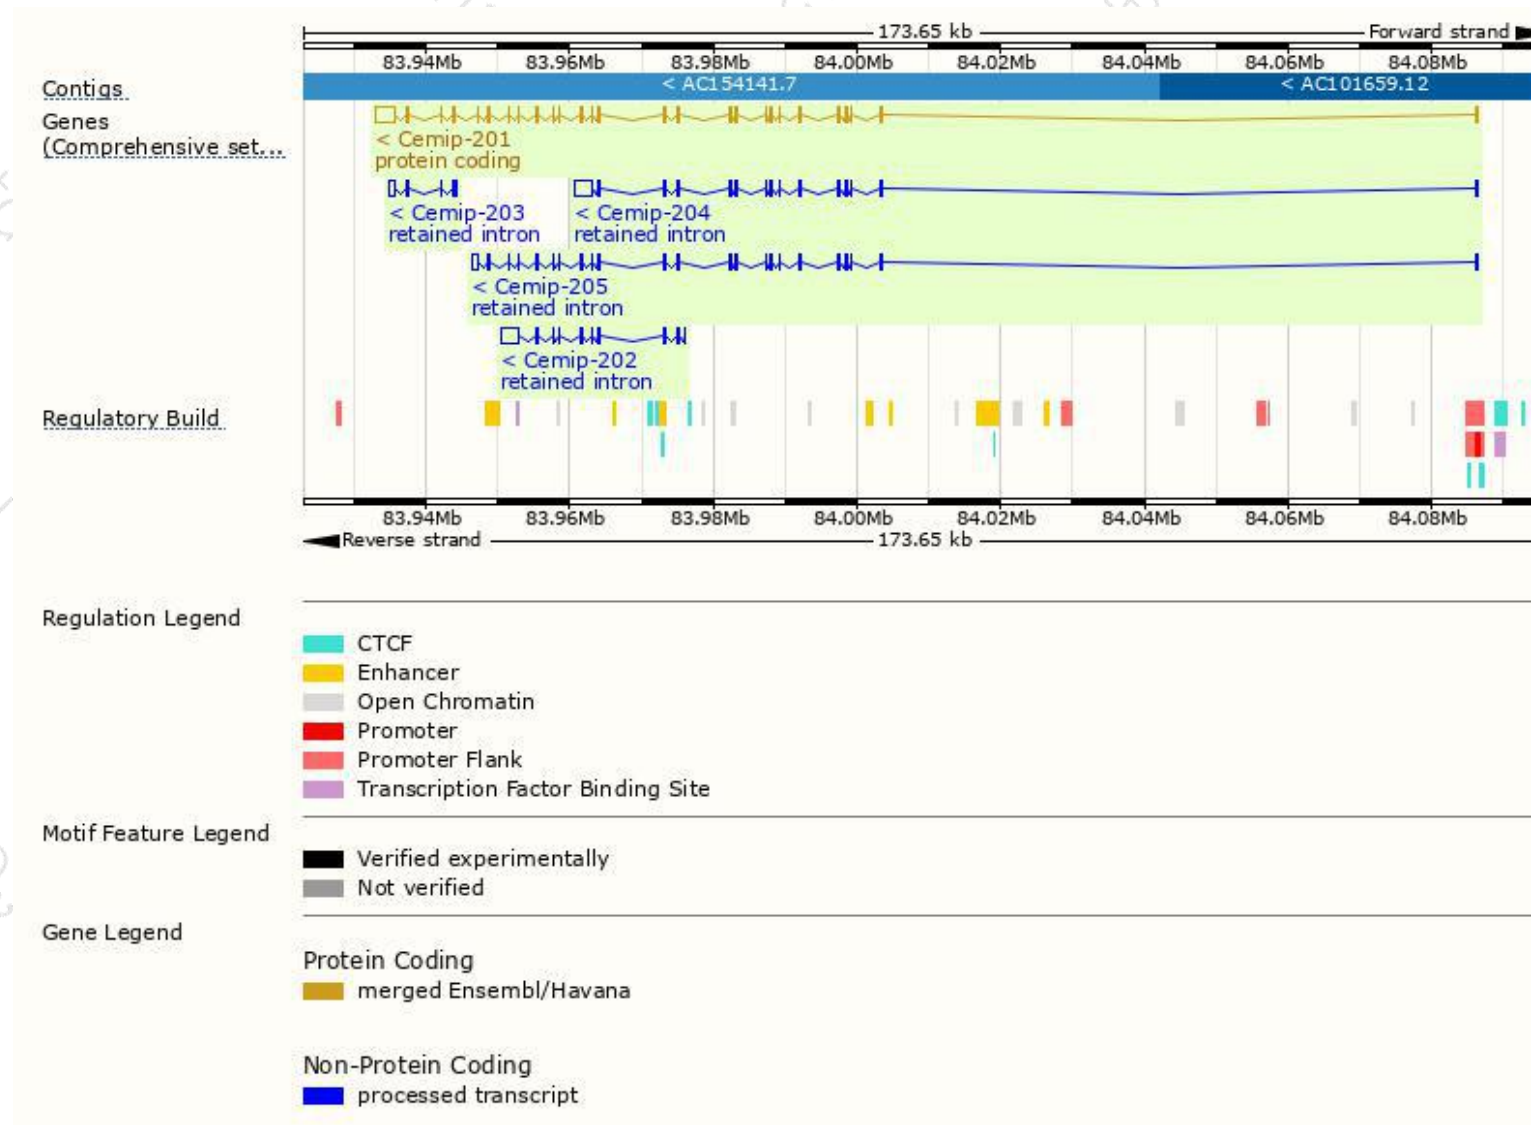 173.65 kb
Forward strand
83.94Mb 83.96Mb 83.98Mb 84.00Mb 84.02Mb 84.04Mb 84.06Mb 84.08Mb
Contigs
< AC154141.7
< AC101659.12
Genes
(Comprehensive set...
< Cemip-201
protein coding
< Cemip-203
retained intron
< Cemip-204
retained intron
< Cemip-205
retained intron
< Cemip-202
retained intron
Regulatory Build
83.94Mb 83.96Mb 83.98Mb 84.00Mb 84.02Mb 84.04Mb 84.06Mb 84.08Mb
Reverse strand
173.65 kb
Regulation Legend
CTCF
Enhancer
Open Chromatin
Promoter
Promoter Flank
Transcription Factor Binding Site
Motif Feature Legend
Verified experimentally
Not verified
Gene Legend
Protein Coding
merged Ensembl/Havana
Non-Protein Coding
processed transcript